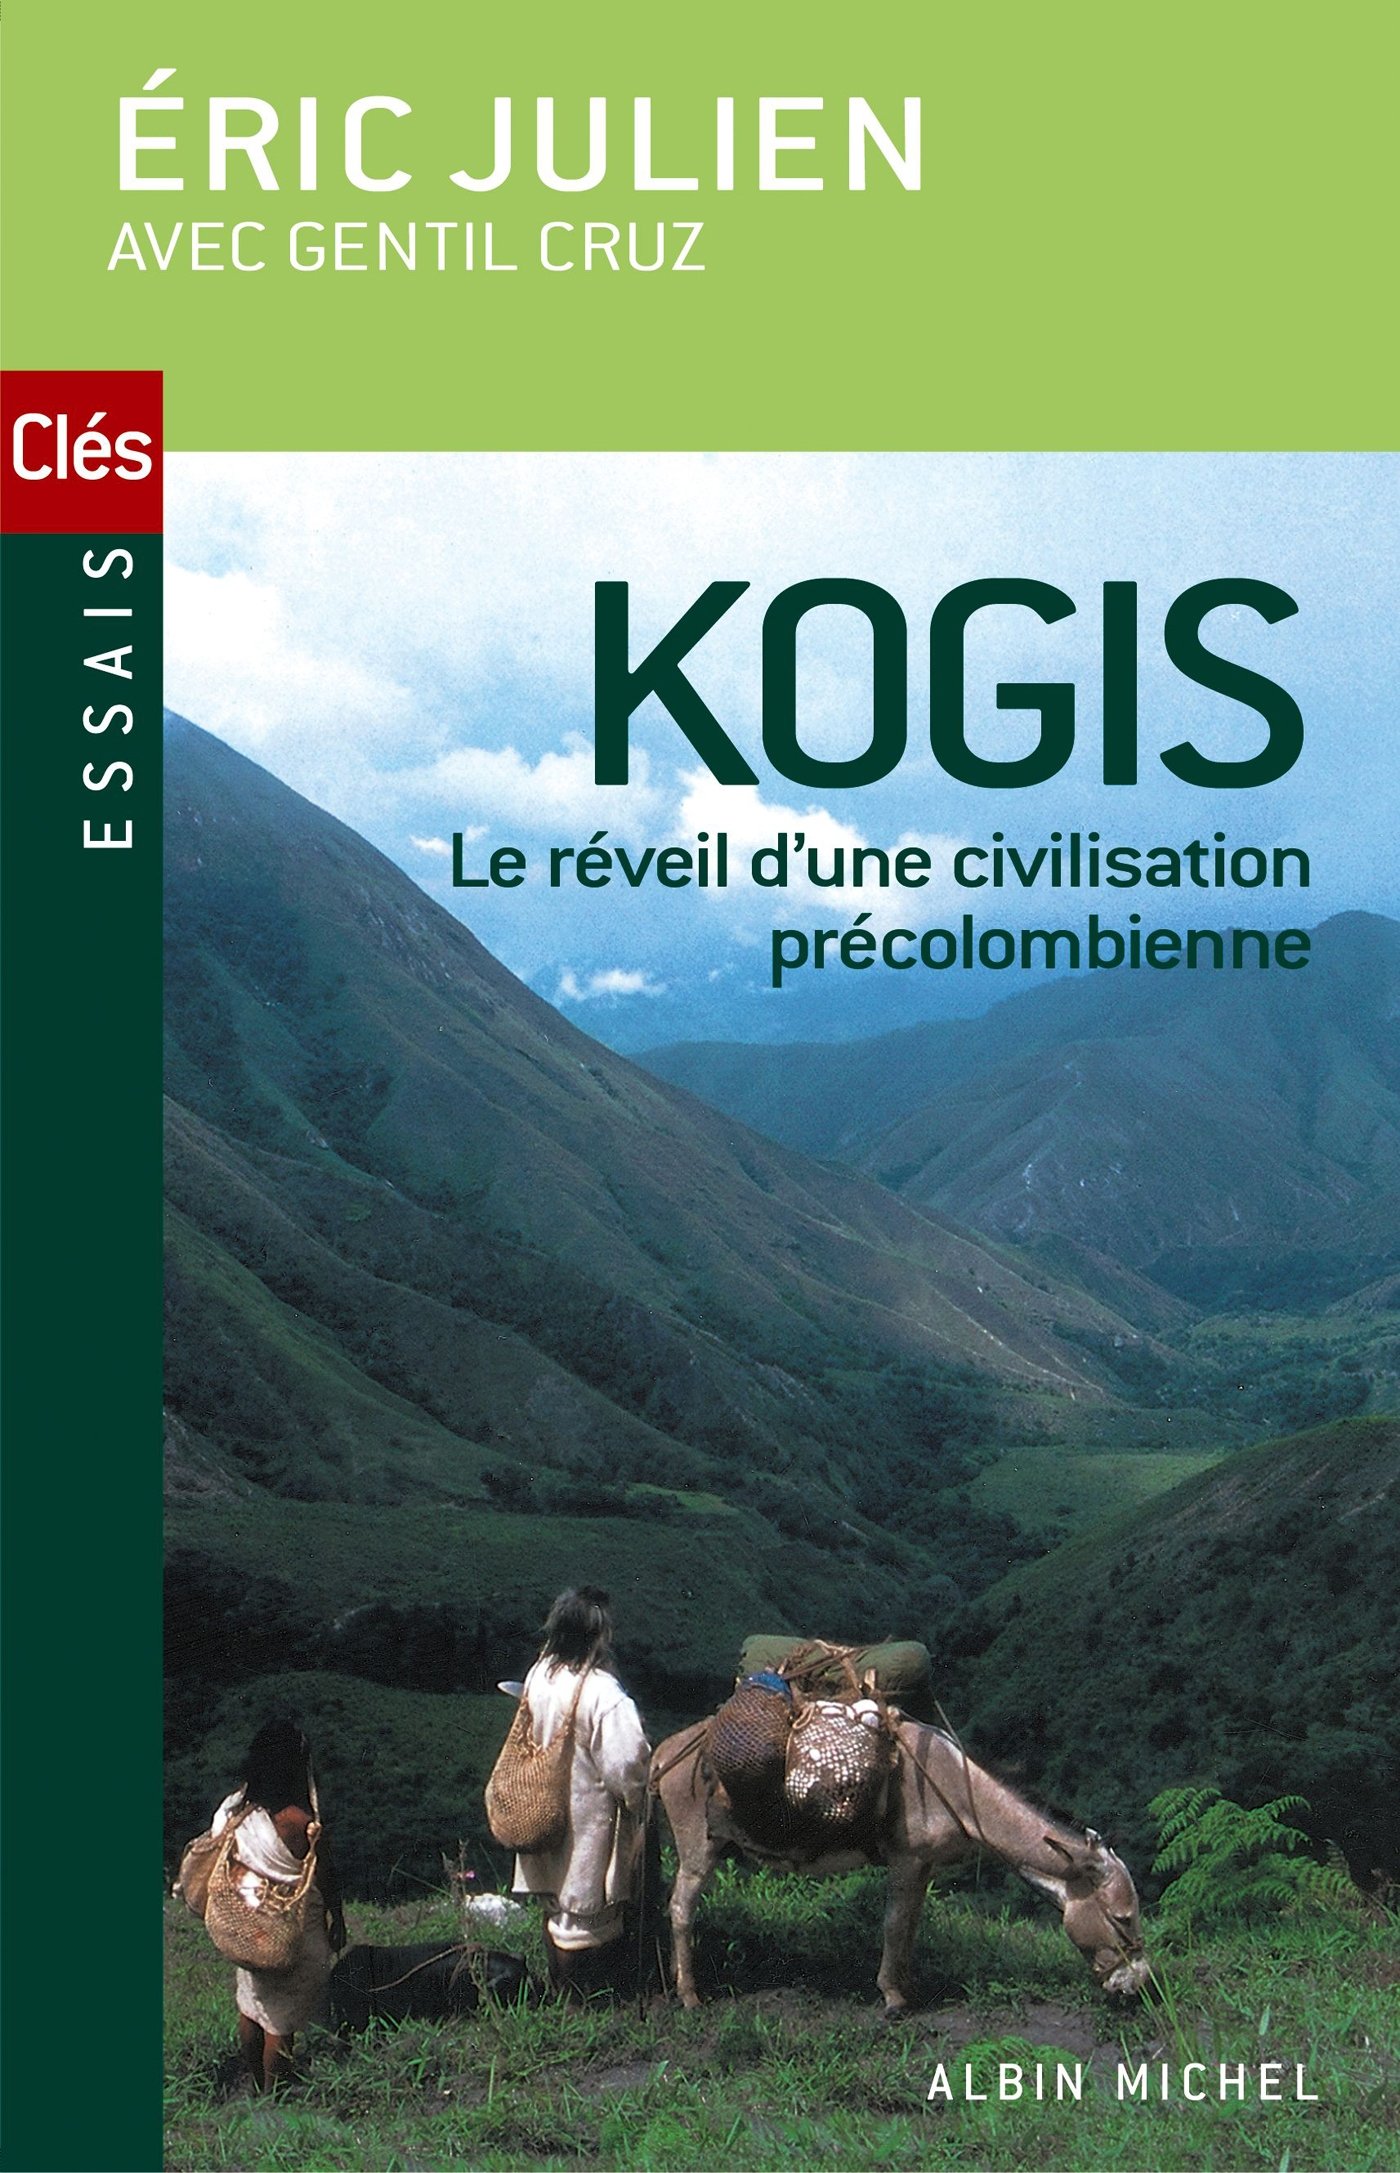 ÉRIC JULIEN
AVEC GENTIL CRUZ
Clés
ESSAIS
KOGIS
Le réveil d’une civilisation
précolombienne
ALBIN MICHEL